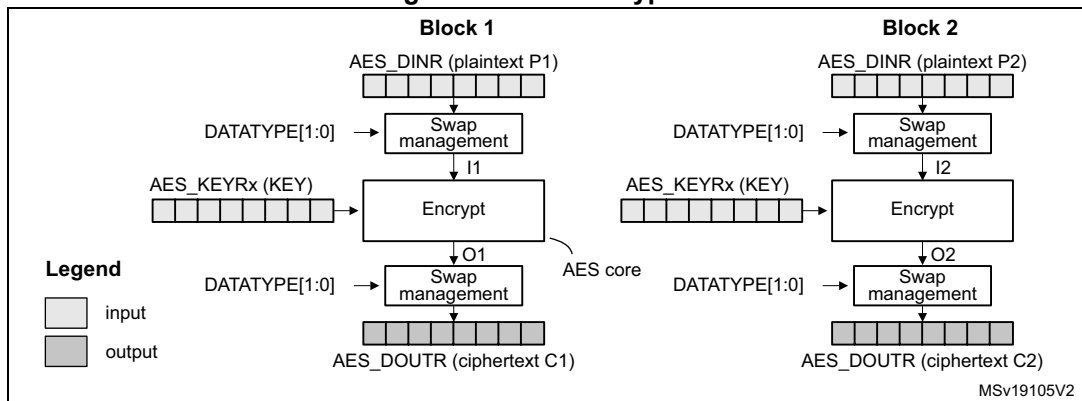 Block 1
Block 2
AES_DINR (plaintext P1)
AES_DINR (plaintext P2)
DATATYPE[1:0]
Swap
management
DATATYPE[1:0]
Swap
management
I1
I2
AES_KEYRx (KEY)
AES_KEYRx (KEY)
Encrypt
Encrypt
O1
AES core
O2
Legend
DATATYPE[1:0]
Swap
management
DATATYPE[1:0]
Swap
management
input
output
AES_DOUTR (ciphertext C1)
AES_DOUTR (ciphertext C2)
MSv19105V2